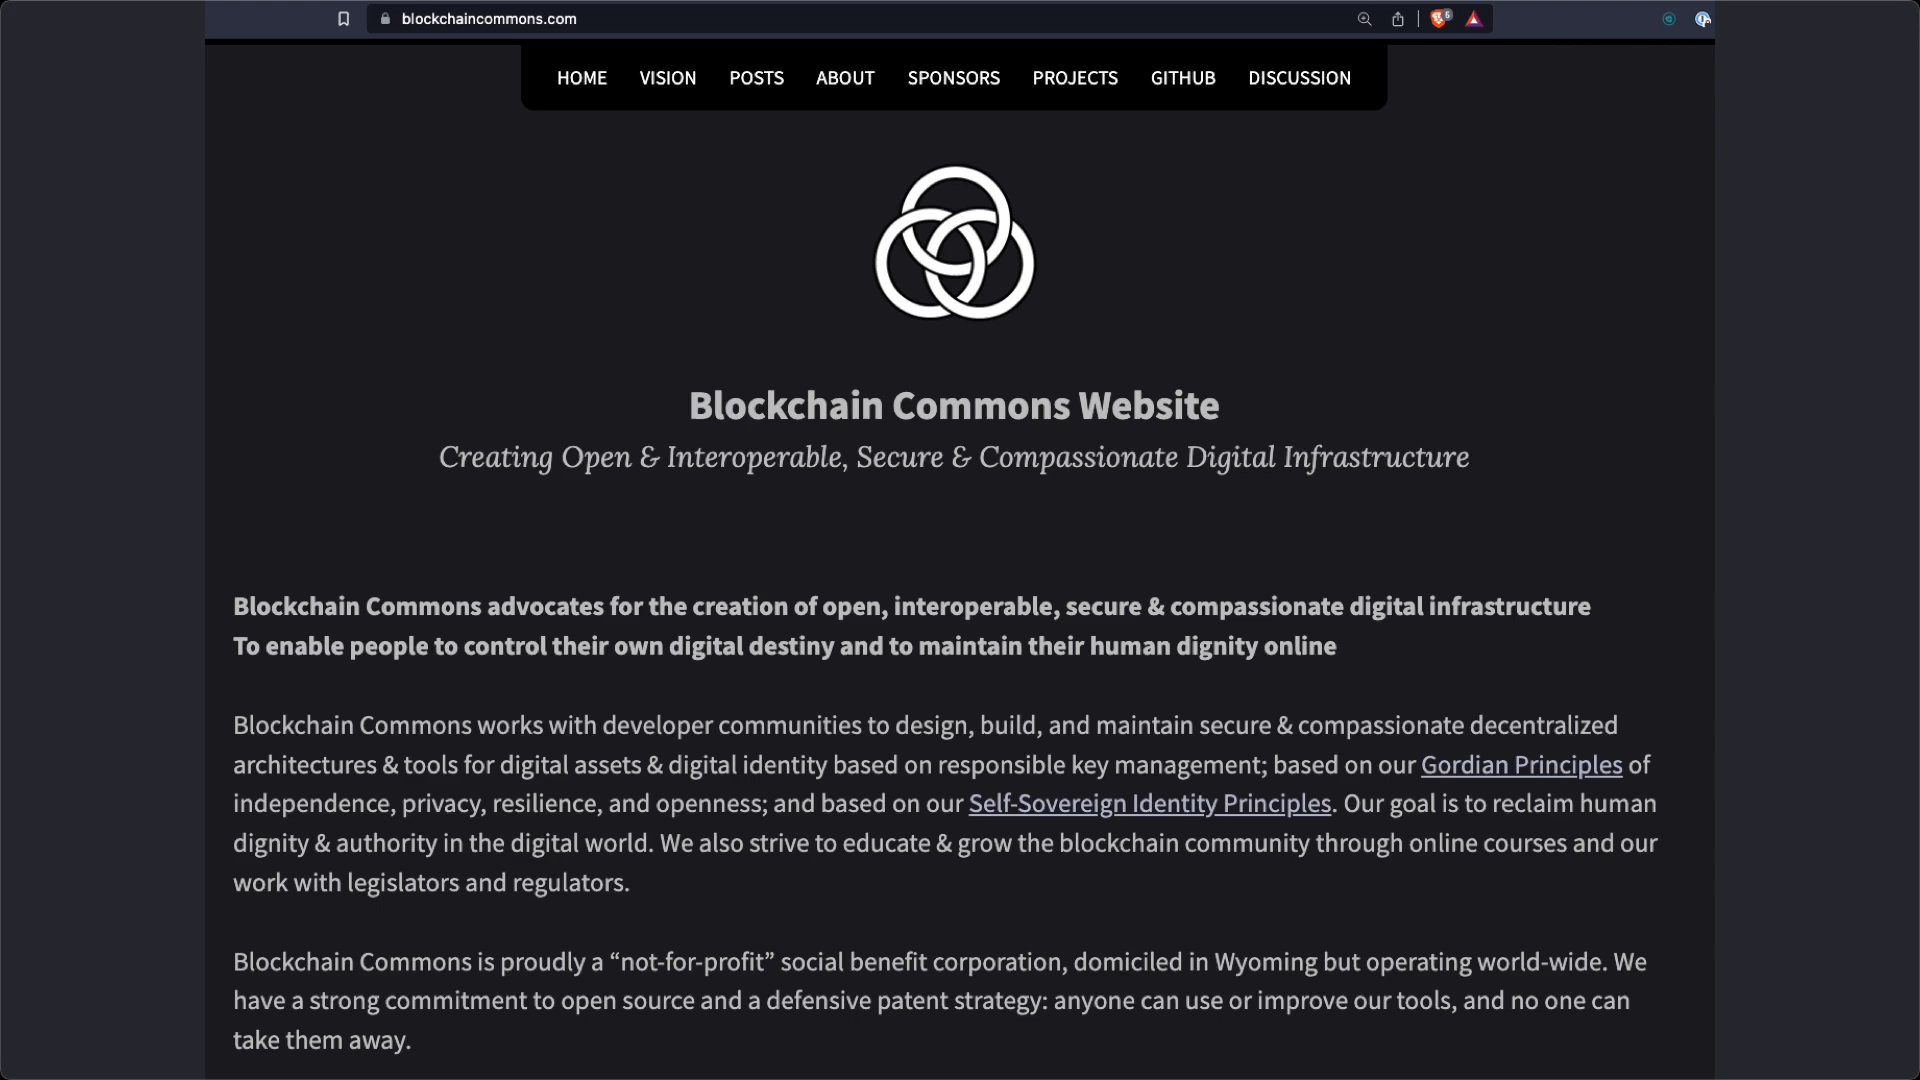 blockchaincommons.com
5
HOME VISION POSTS ABOUT SPONSORS PROJECTS GITHUB DISCUSSION
Blockchain Commons Website
Creating Open & Interoperable, Secure & Compassionate Digital Infrastructure
Blockchain Commons advocates for the creation of open, interoperable, secure & compassionate digital infrastructure
To enable people to control their own digital destiny and to maintain their human dignity online
Blockchain Commons works with developer communities to design, build, and maintain secure & compassionate decentralized
architectures & tools for digital assets & digital identity based on responsible key management; based on our Gordian Principles of
independence, privacy, resilience, and openness; and based on our Self-Sovereign Identity Principles. Our goal is to reclaim human
dignity & authority in the digital world. We also strive to educate & grow the blockchain community through online courses and our
work with legislators and regulators.
Blockchain Commons is proudly a “not-for-profit” social benefit corporation, domiciled in Wyoming but operating world-wide. We
have a strong commitment to open source and a defensive patent strategy: anyone can use or improve our tools, and no one can
take them away.